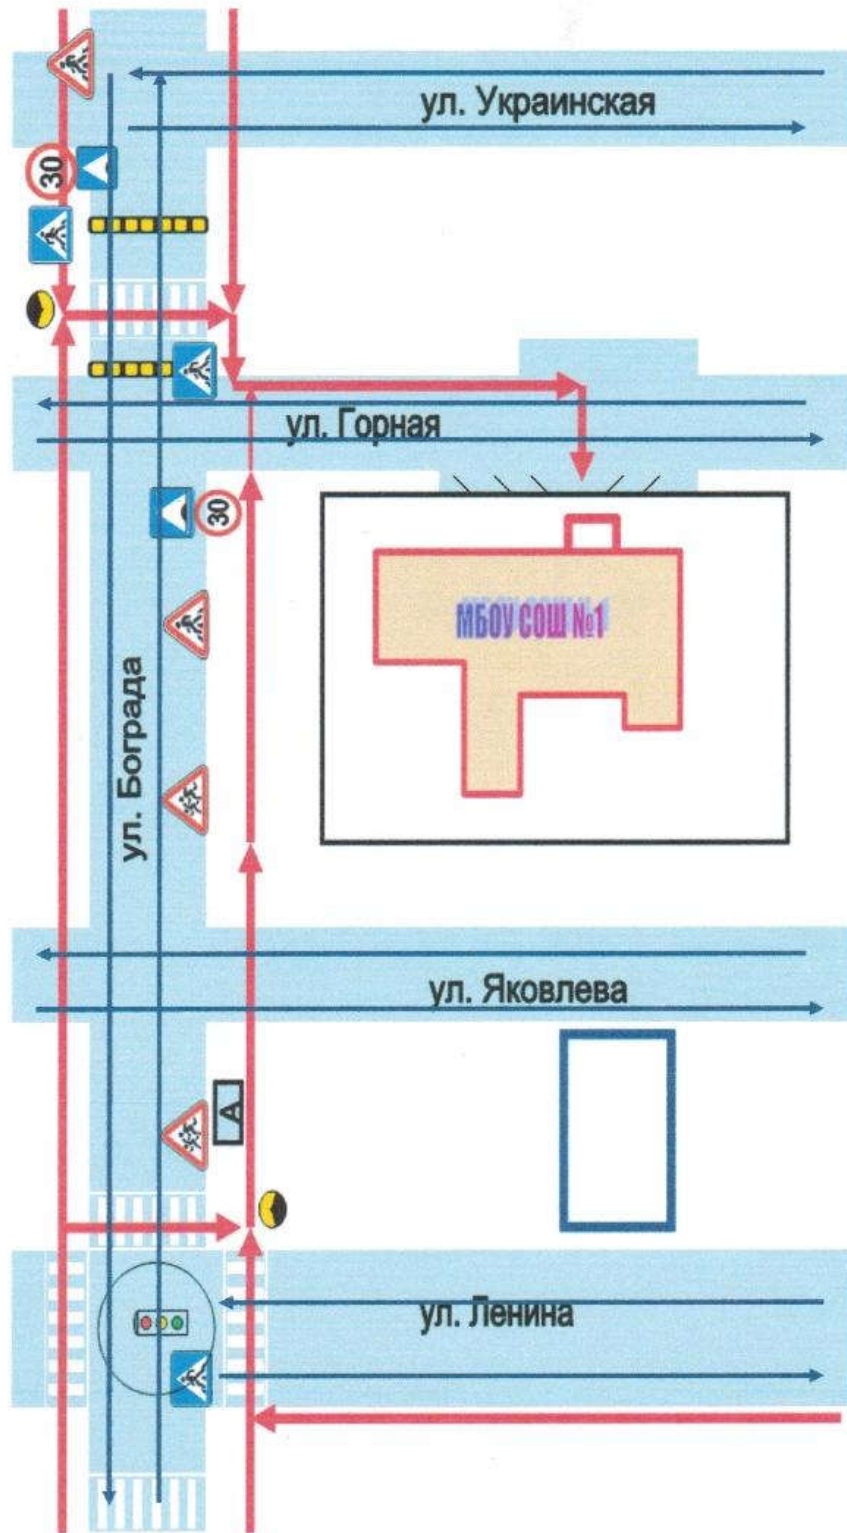 ул. Украинская
30
ул. Горная
30
МБОУ СОШ №1
ул. Бограда
ул. Яковлева
А
ул. Ленина